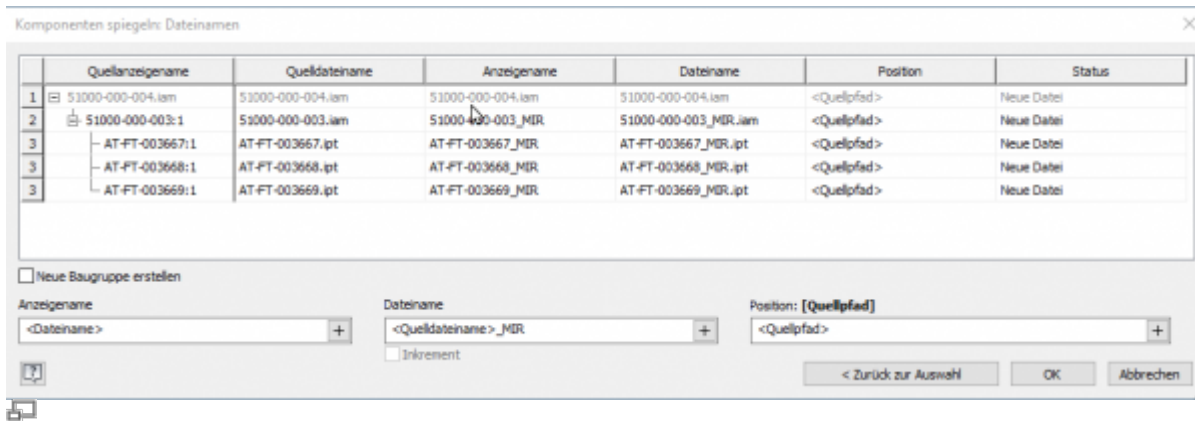 Komponenten spiegeln: Dateinamen
Quellanzeigename Quelldateiname Anzeigename Dateiname Position Status
1 51000-000-004.iam 51000-000-004.iam 51000-000-004.iam 51000-000-004.iam <Quellpfad> Neue Datei
2 51000-000-003:1 51000-000-003.iam 51000-000-003_MIR 51000-000-003_MIR.iam <Quellpfad> Neue Datei
3 AT-FT-003667:1 AT-FT-003667.ipt AT-FT-003667_MIR AT-FT-003667_MIR.ipt <Quellpfad> Neue Datei
3 AT-FT-003668:1 AT-FT-003668.ipt AT-FT-003668_MIR AT-FT-003668_MIR.ipt <Quellpfad> Neue Datei
3 AT-FT-003669:1 AT-FT-003669.ipt AT-FT-003669_MIR AT-FT-003669_MIR.ipt <Quellpfad> Neue Datei
Neue Baugruppe erstellen
Anzeigename Dateiname Position: [Quellpfad]
<Dateiname> + <Quelldateiname>_MIR + <Quellpfad> +
Inkrement
? < Zurück zur Auswahl OK Abbrechen